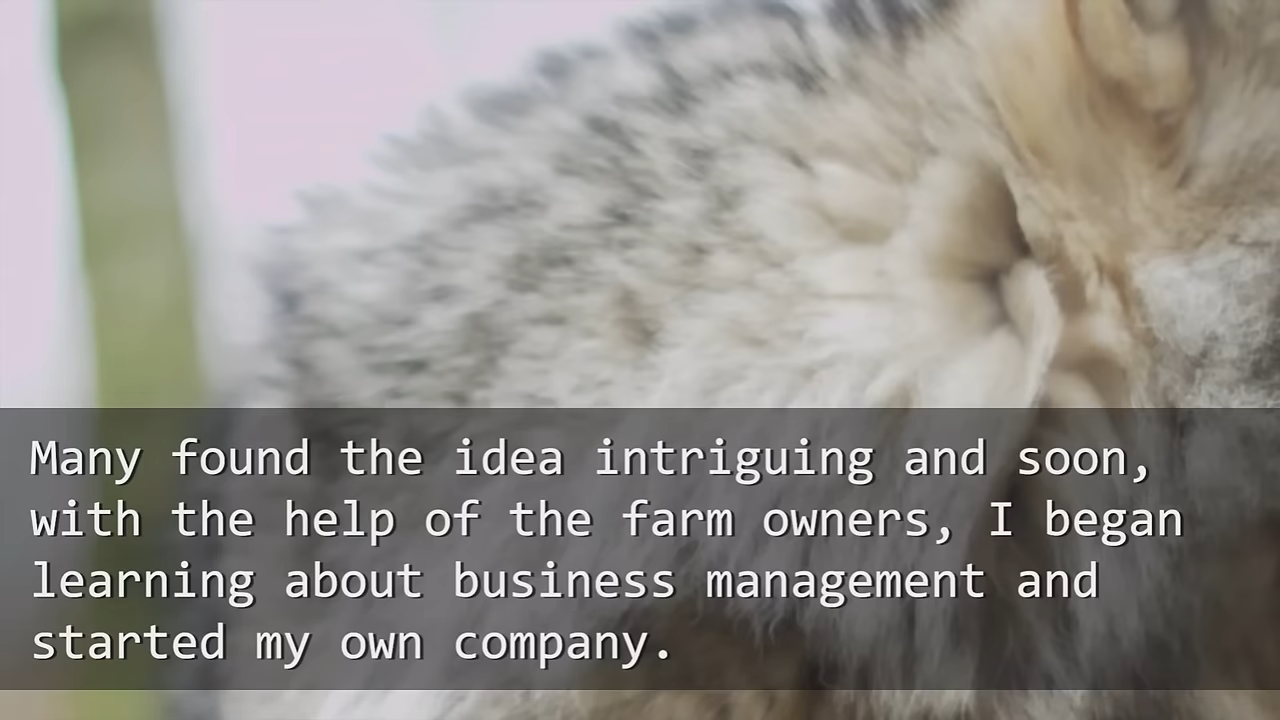 Many found the idea intriguing and soon,
with the help of the farm owners, I began
learning about business management and
started my own company.